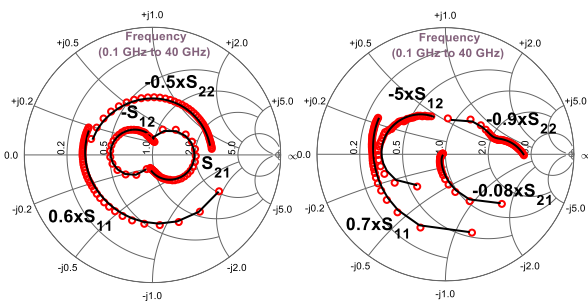 +j1.0
Frequency
(0.1 GHz to 40 GHz)
+j0.5
+j2.0
-0.5xS22
+j0.2
-S12
+j5.0
0.0
0.2
0.5
1.0
2.0
5.0
∞
S21
-j0.2
-j5.0
0.6xS11
-j0.5
-j2.0
-j1.0
+j1.0
Frequency
(0.1 GHz to 40 GHz)
+j0.5
+j2.0
-5xS12
+j0.2
+j5.0
-0.9xS22
0.0
0.2
0.5
1.0
2.0
5.0
∞
-0.08xS21
-j0.2
-j5.0
0.7xS11
-j0.5
-j2.0
-j1.0